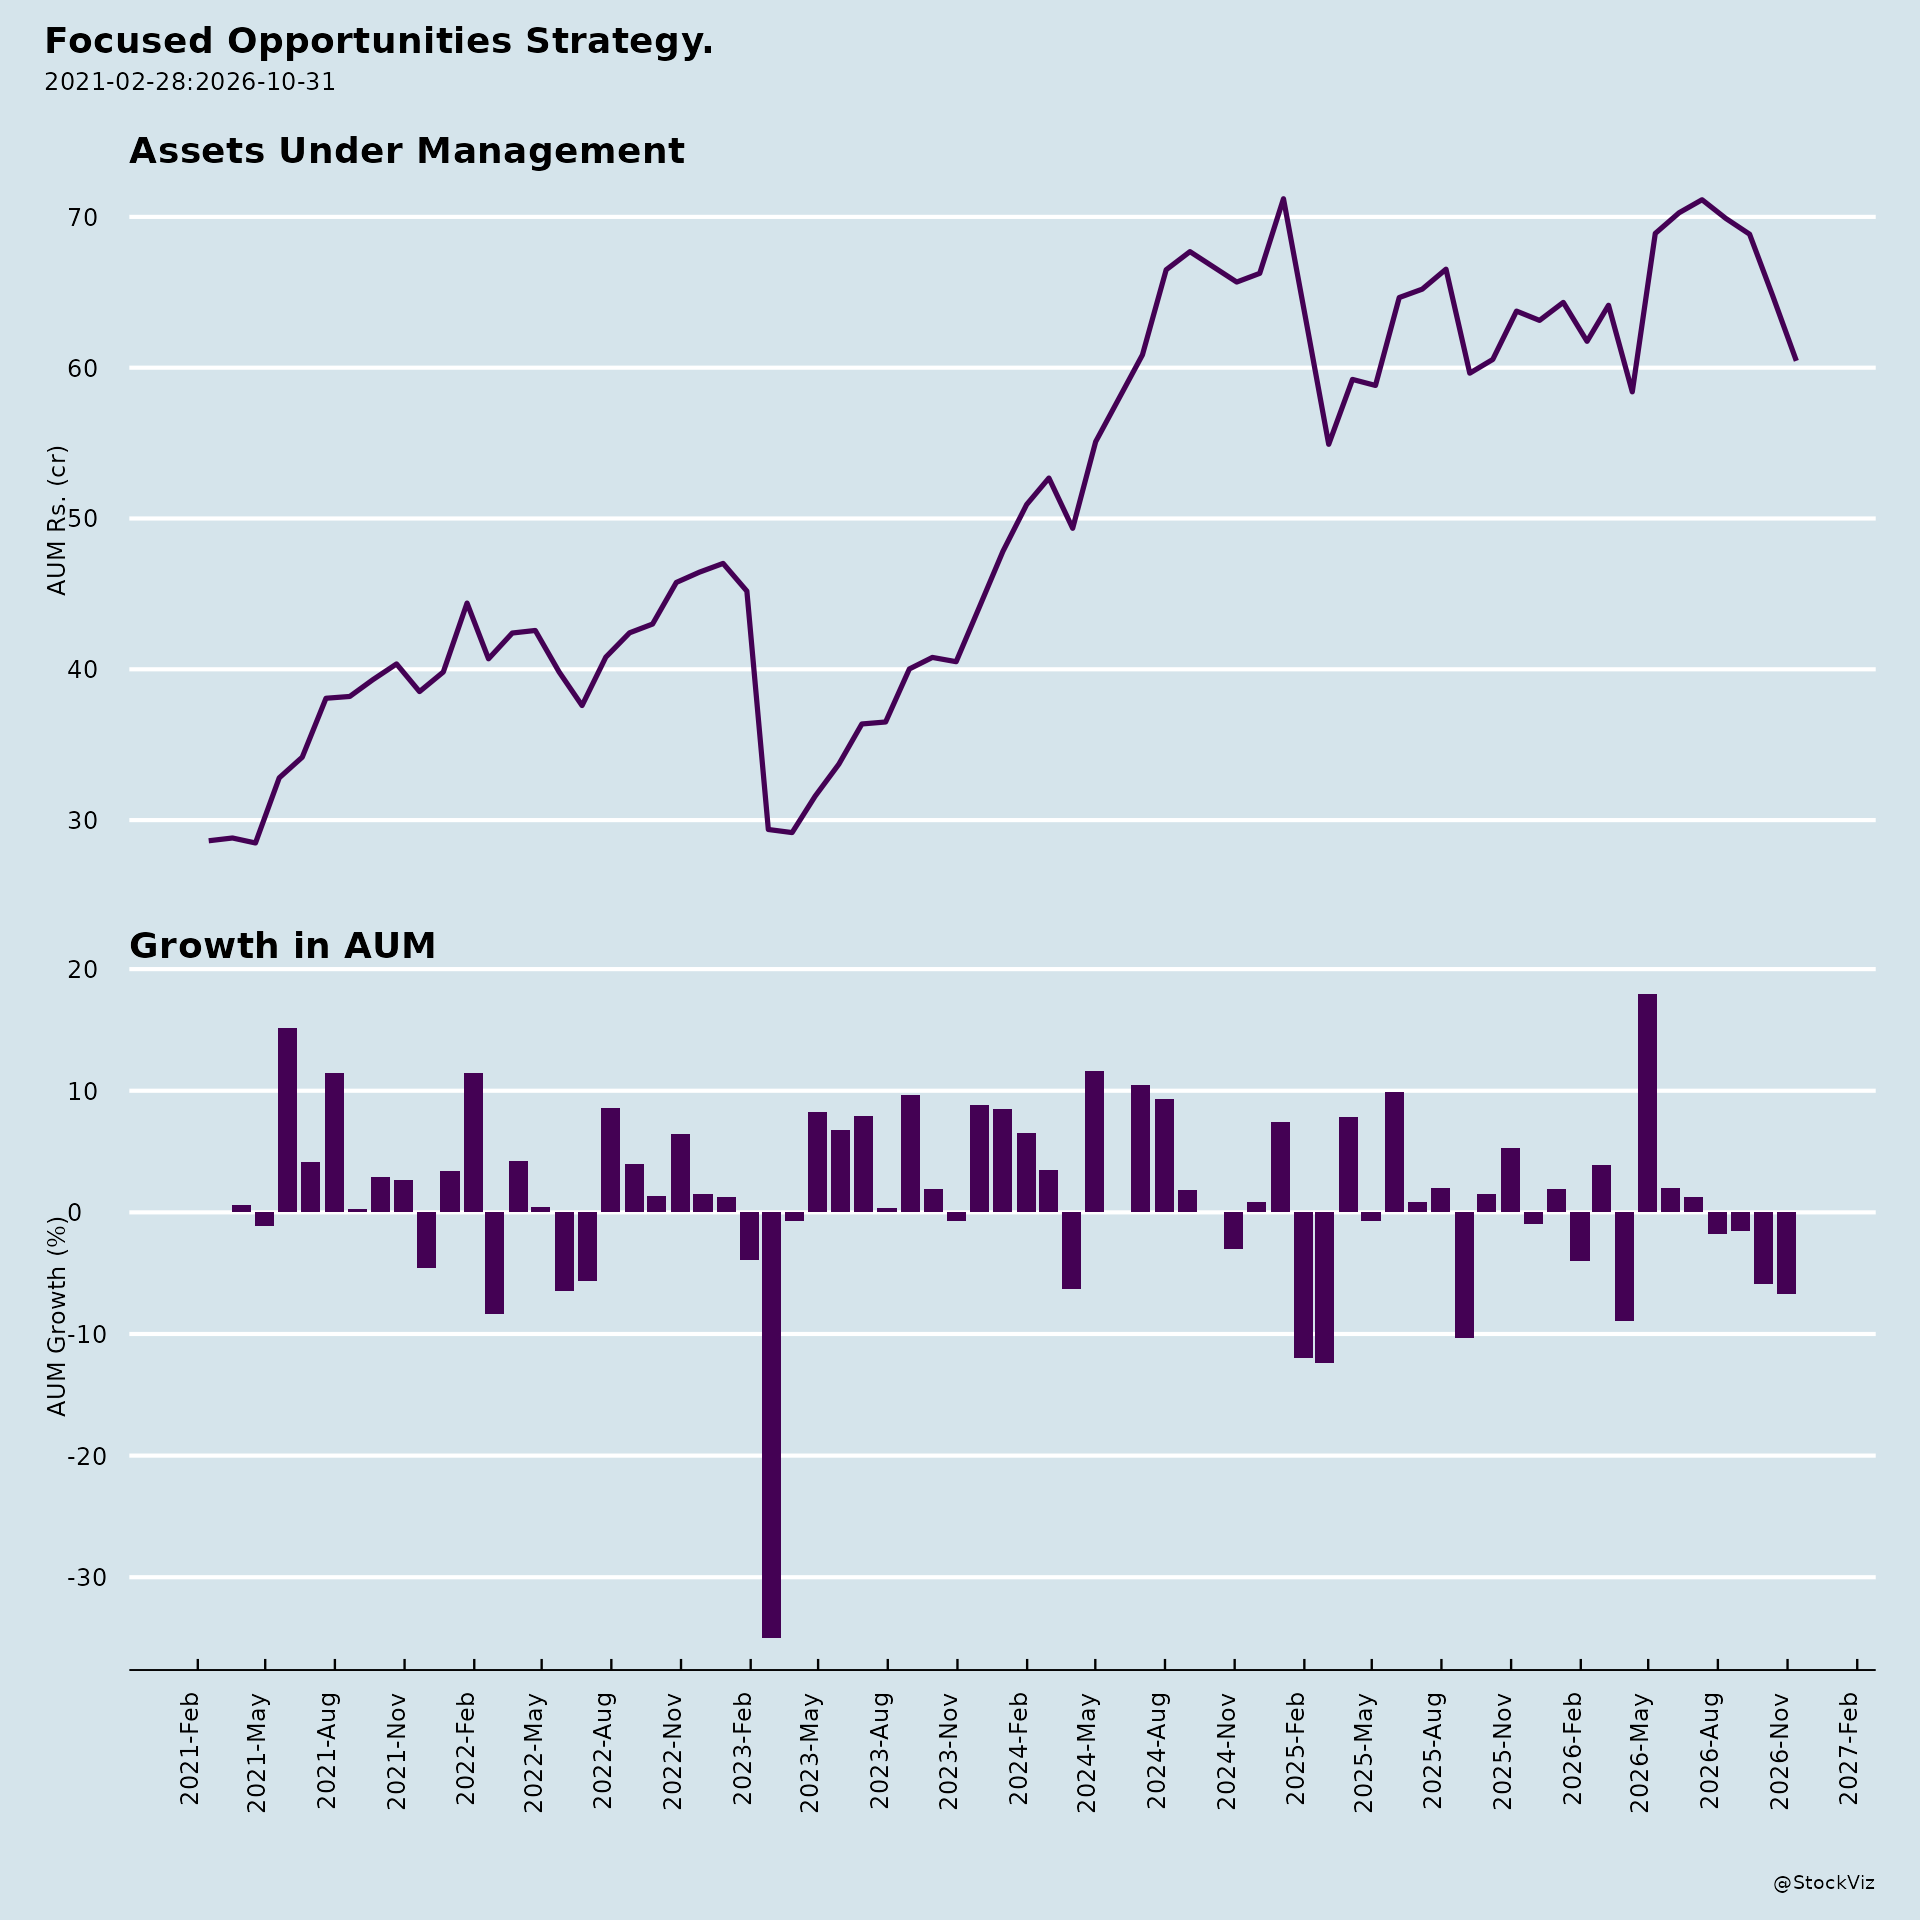 Focused Opportunities Strategy.
2021-02-28:2026-10-31
Assets Under Management
70
60
50
40
30
AUM Rs. (cr)
Growth in AUM
20
10
0
-10
-20
-30
AUM Growth (%)
2021-Feb
2021-May
2021-Aug
2021-Nov
2022-Feb
2022-May
2022-Aug
2022-Nov
2023-Feb
2023-May
2023-Aug
2023-Nov
2024-Feb
2024-May
2024-Aug
2024-Nov
2025-Feb
2025-May
2025-Aug
2025-Nov
2026-Feb
2026-May
2026-Aug
2026-Nov
2027-Feb
@StockViz